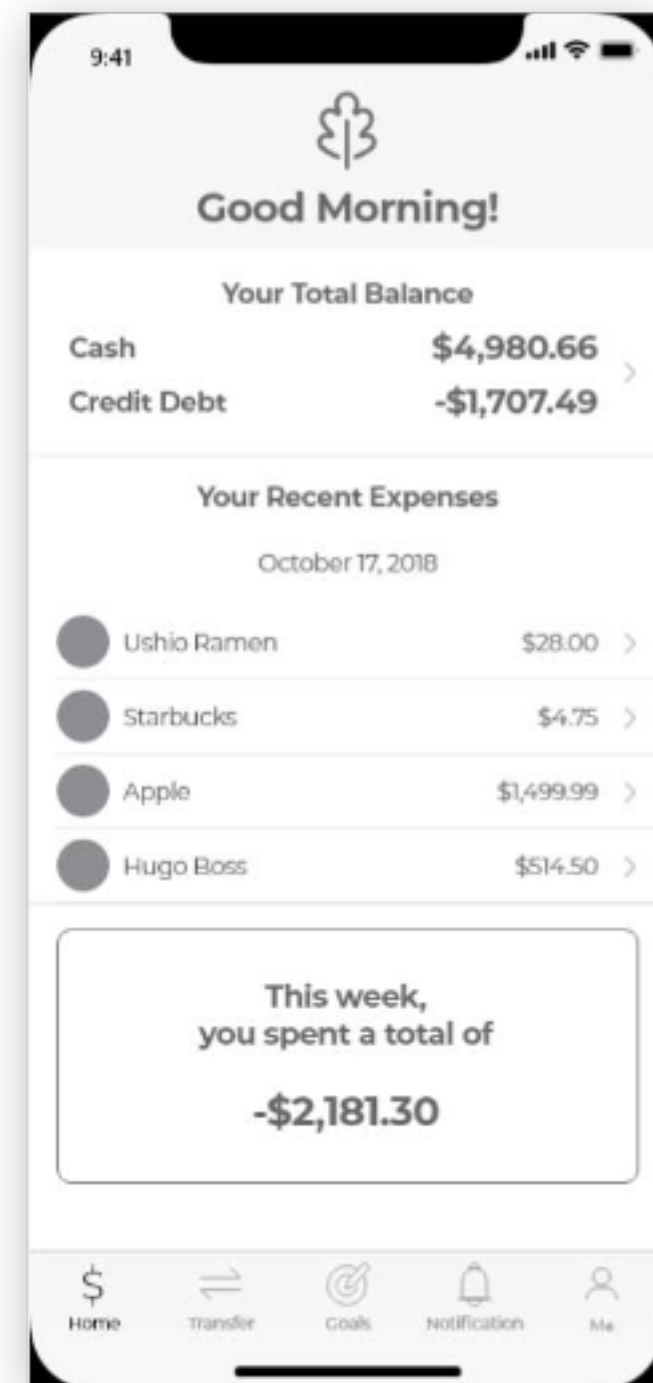 9:41
Good Morning!
Your Total Balance
Cash $4,980.66
Credit Debt -$1,707.49
Your Recent Expenses
October 17, 2018
Ushio Ramen $28.00
Starbucks $4.75
Apple $1,499.99
Hugo Boss $514.50
This week,
you spent a total of
-$2,181.30
Home Transfer Goals Notification Me